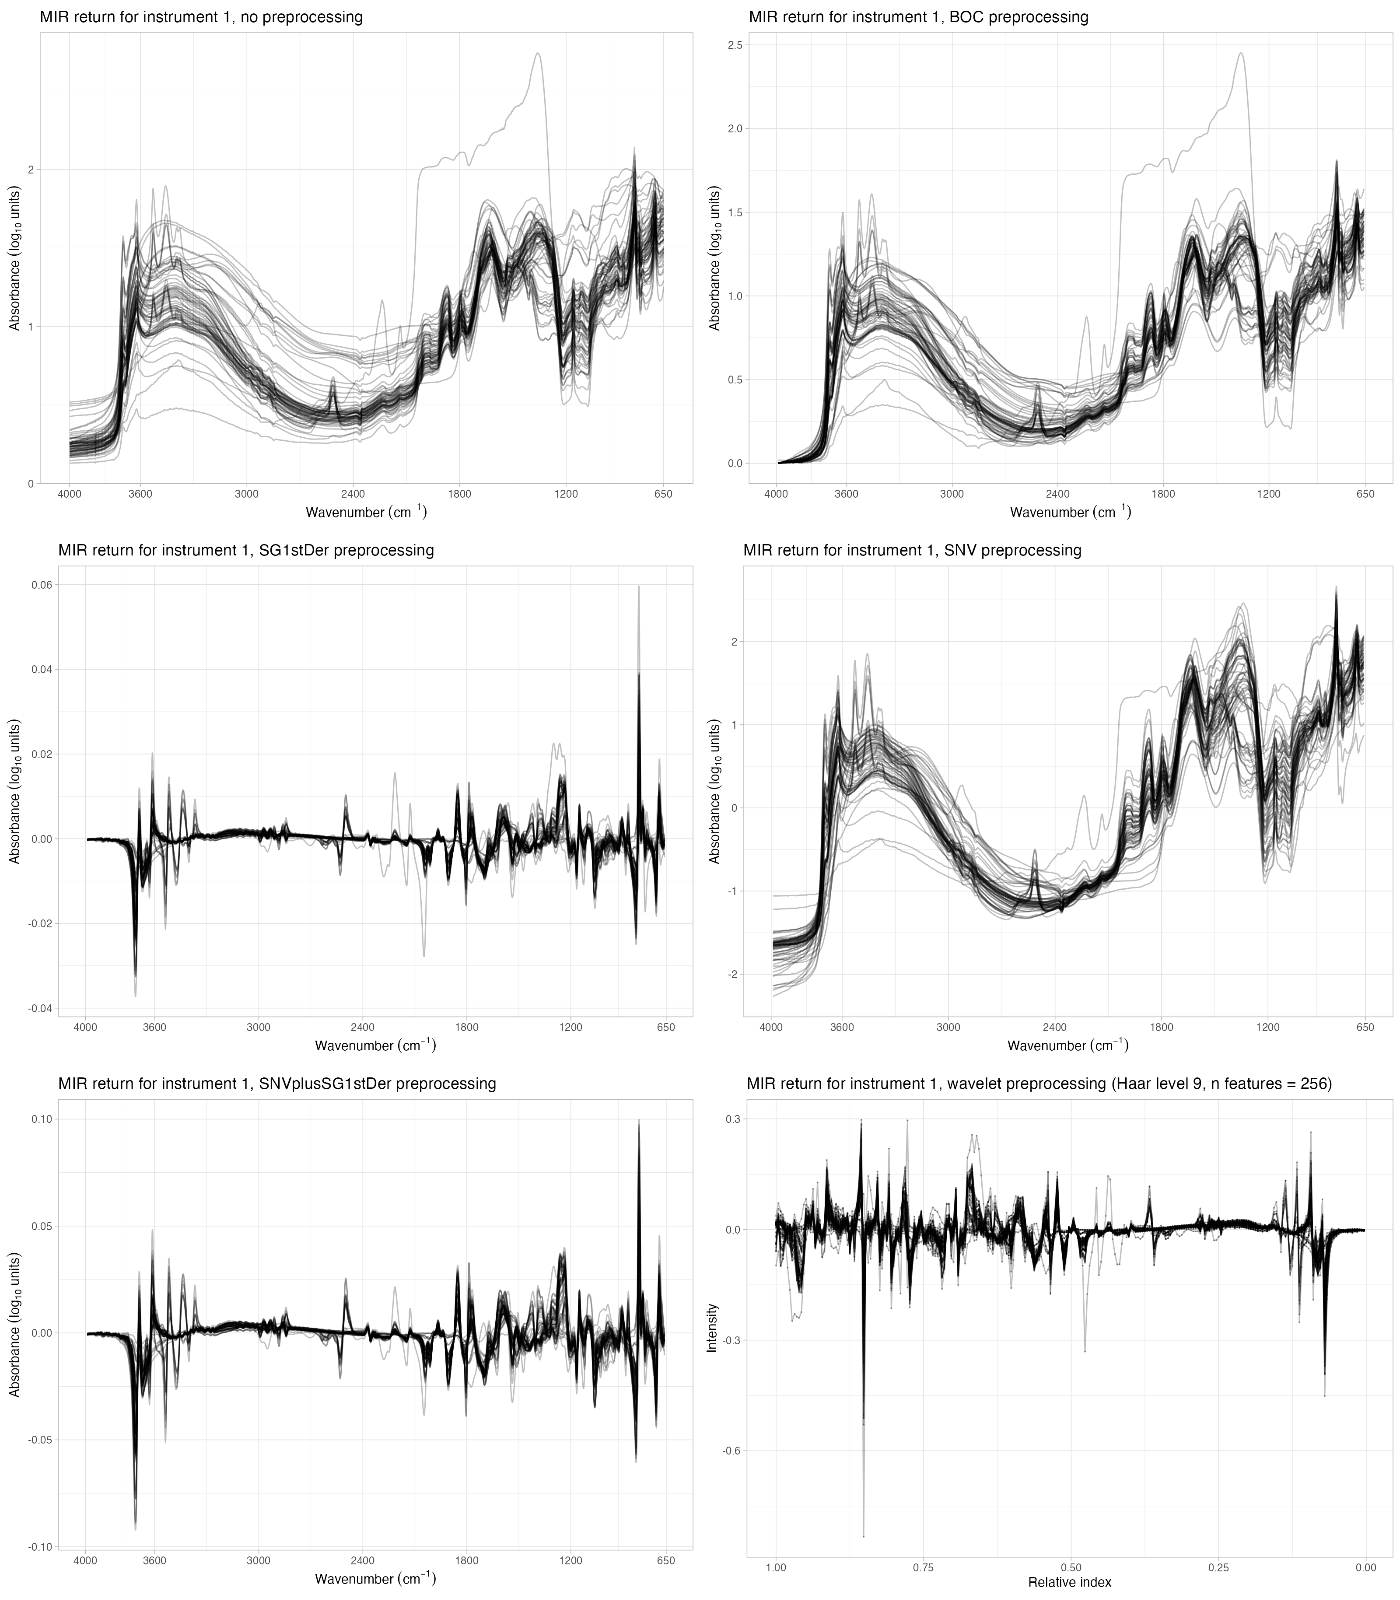 MIR return for instrument 1, no preprocessing
Absorbance (log10 units)
2
1
0
4000 3600 3000 2400 1800 1200 650
Wavenumber (cm 1)
MIR return for instrument 1, BOC preprocessing
Absorbance (log10 units)
2.5
2.0
1.5
1.0
0.5
0.0
4000 3600 3000 2400 1800 1200 650
Wavenumber (cm 1)
MIR return for instrument 1, SG1stDer preprocessing
Absorbance (log10 units)
0.06
0.04
0.02
0.00
-0.02
-0.04
4000 3600 3000 2400 1800 1200 650
Wavenumber (cm−1)
MIR return for instrument 1, SNV preprocessing
Absorbance (log10 units)
2
1
0
-1
-2
4000 3600 3000 2400 1800 1200 650
Wavenumber (cm−1)
MIR return for instrument 1, SNVplusSG1stDer preprocessing
Absorbance (log10 units)
0.10
0.05
0.00
-0.05
-0.10
4000 3600 3000 2400 1800 1200 650
Wavenumber (cm−1)
MIR return for instrument 1, wavelet preprocessing (Haar level 9, n features = 256)
Intensity
0.3
0.0
-0.3
-0.6
1.00 0.75 0.50 0.25 0.00
Relative index